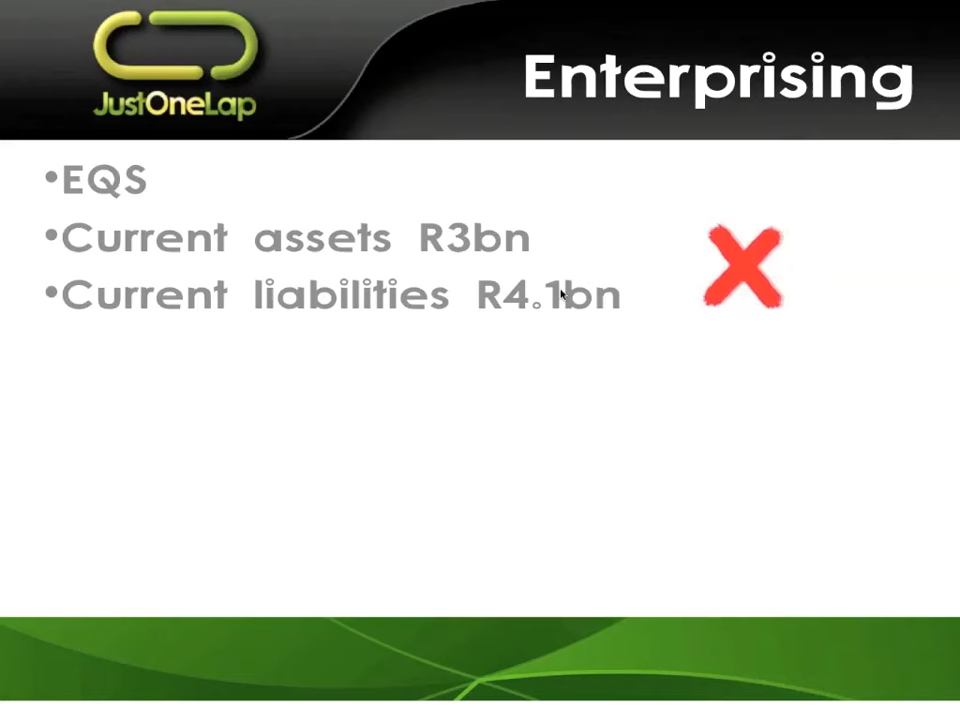 JustOneLap
Enterprising
•EQS
•Current assets R3bn
•Current liabilities R4.1bn